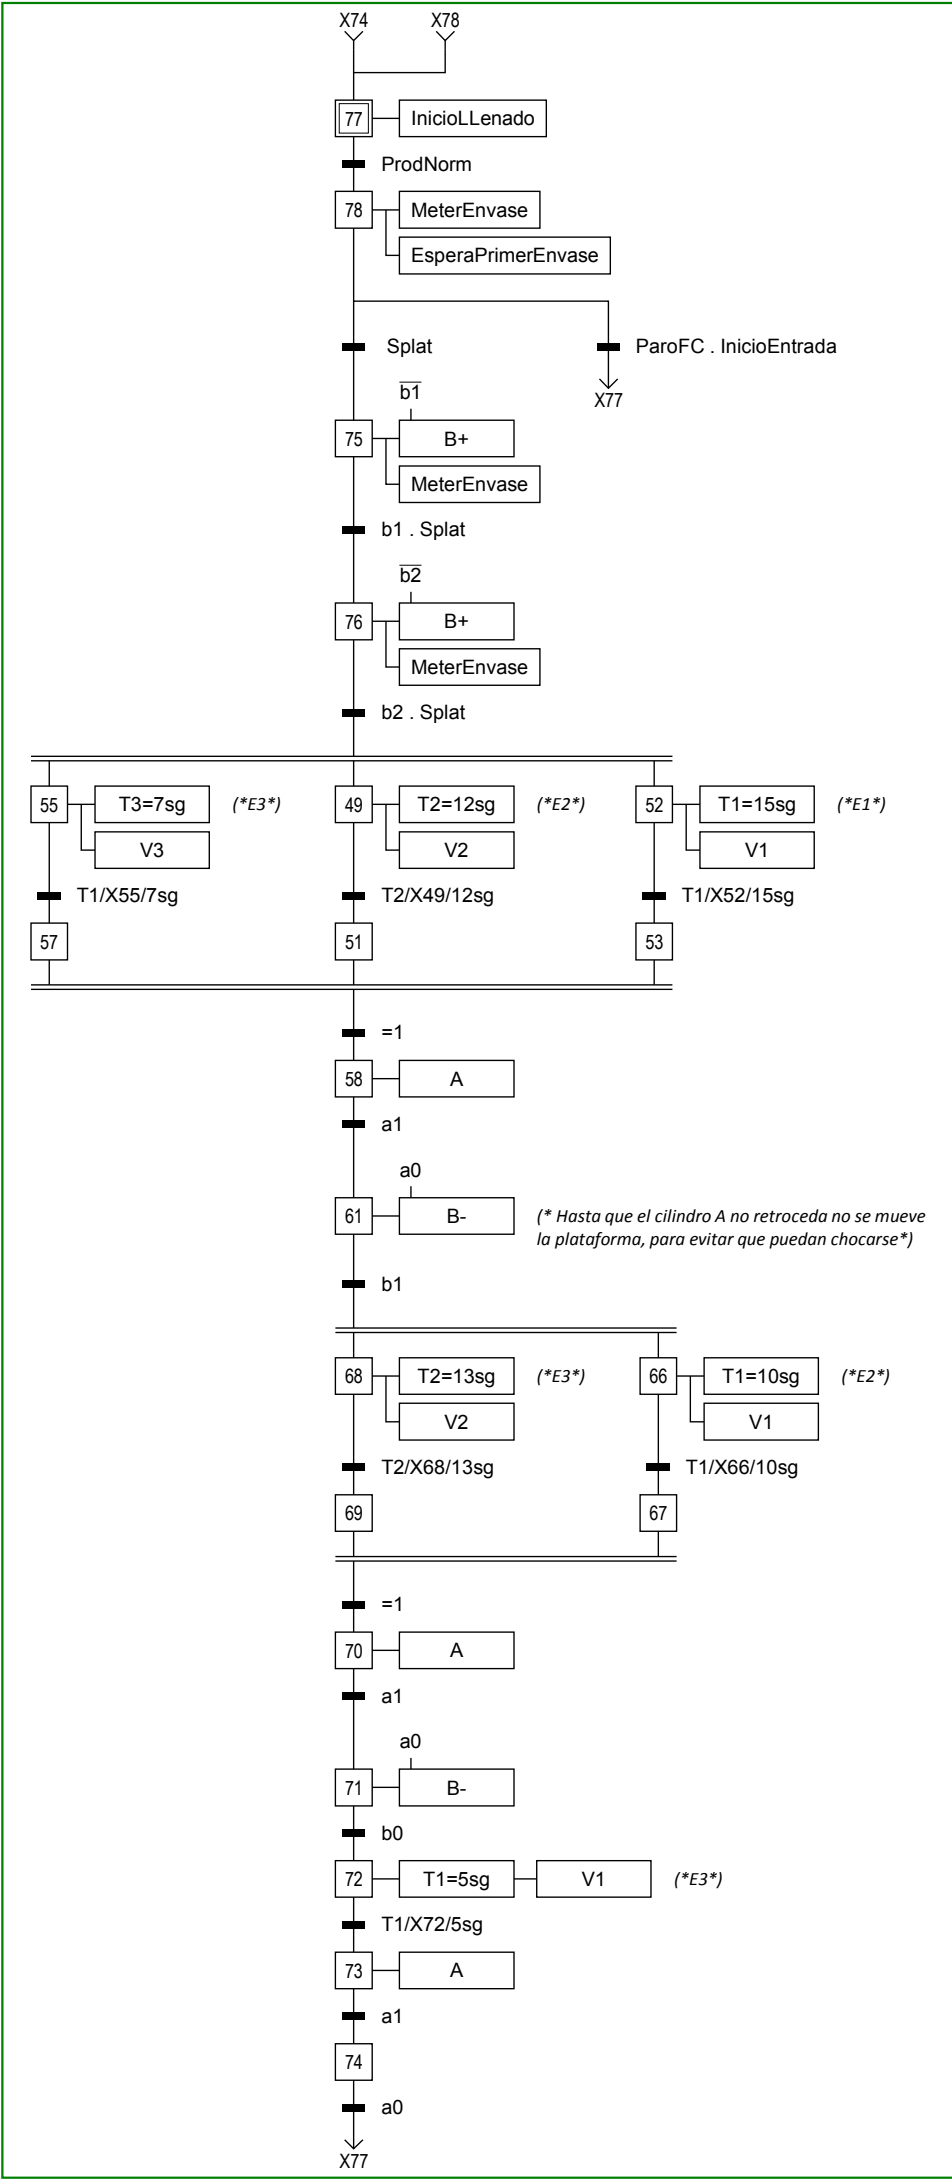 X74 X78
77 InicioLLenado
ProdNorm
78 MeterEnvase
EsperaPrimerEnvase
Splat ParoFC . InicioEntrada
X77
b1
75 B+
MeterEnvase
b1 . Splat
b2
76 B+
MeterEnvase
b2 . Splat
55 T3=7sg (*E3*) 49 T2=12sg (*E2*) 52 T1=15sg (*E1*)
V3 V2 V1
T1/X55/7sg T2/X49/12sg T1/X52/15sg
57 51 53
=1
58 A
a1
a0
61 B- (* Hasta que el cilindro A no retroceda no se mueve
la plataforma, para evitar que puedan chocarse*)
b1
68 T2=13sg (*E3*) 66 T1=10sg (*E2*)
V2 V1
T2/X68/13sg T1/X66/10sg
69 67
=1
70 A
a1
a0
71 B-
b0
72 T1=5sg V1 (*E3*)
T1/X72/5sg
73 A
a1
74
a0
X77